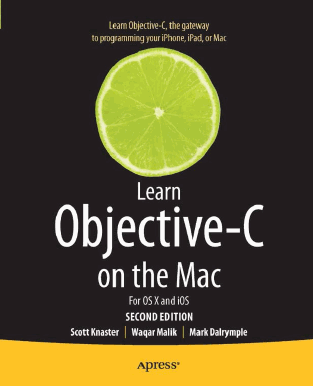 Learn Objective-C, the gateway
to programming your iPhone, iPad, or Mac
Learn
Objective-C
on the Mac
For OS X and iOS
SECOND EDITION
Scott Knaster | Waqar Malik | Mark Dalrymple
Apress®